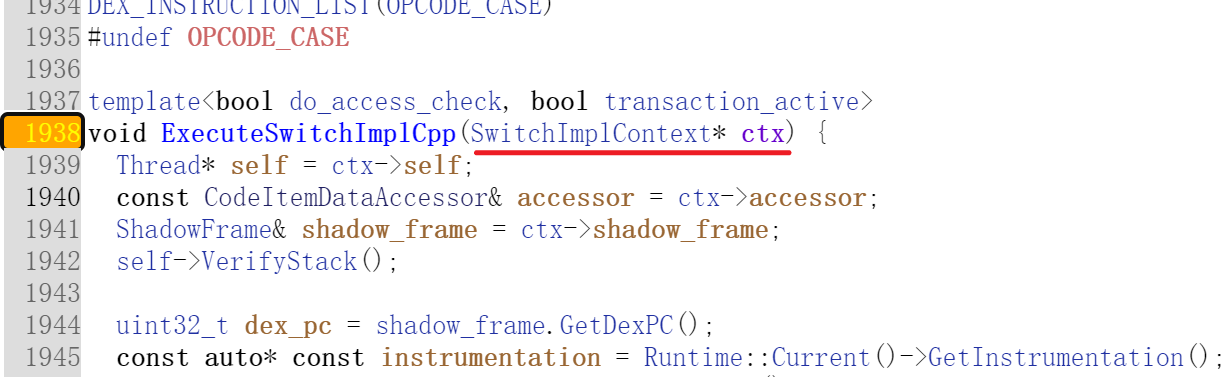 1934 DEX_INSTRUCTION_LIST(OPCODE_CASE)
1935 #undef OPCODE_CASE
1936
1937 template<bool do_access_check, bool transaction_active>
1938 void ExecuteSwitchImplCpp(SwitchImplContext* ctx) {
1939   Thread* self = ctx->self;
1940   const CodeItemDataAccessor& accessor = ctx->accessor;
1941   ShadowFrame& shadow_frame = ctx->shadow_frame;
1942   self->VerifyStack();
1943
1944   uint32_t dex_pc = shadow_frame.GetDexPC();
1945   const auto* const instrumentation = Runtime::Current()->GetInstrumentation();